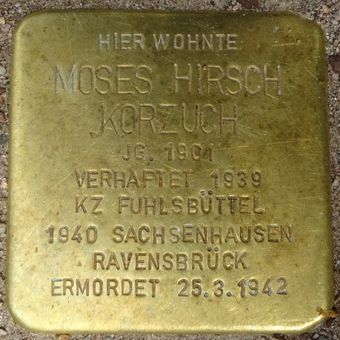 HIER WOHNTE
MOSES HIRSCH
KORZUCH
JG. 1901
VERHAFTET 1939
KZ FUHLSBÜTTEL
1940 SACHSENHAUSEN
RAVENSBRÜCK
ERMORDET 25.3.1942